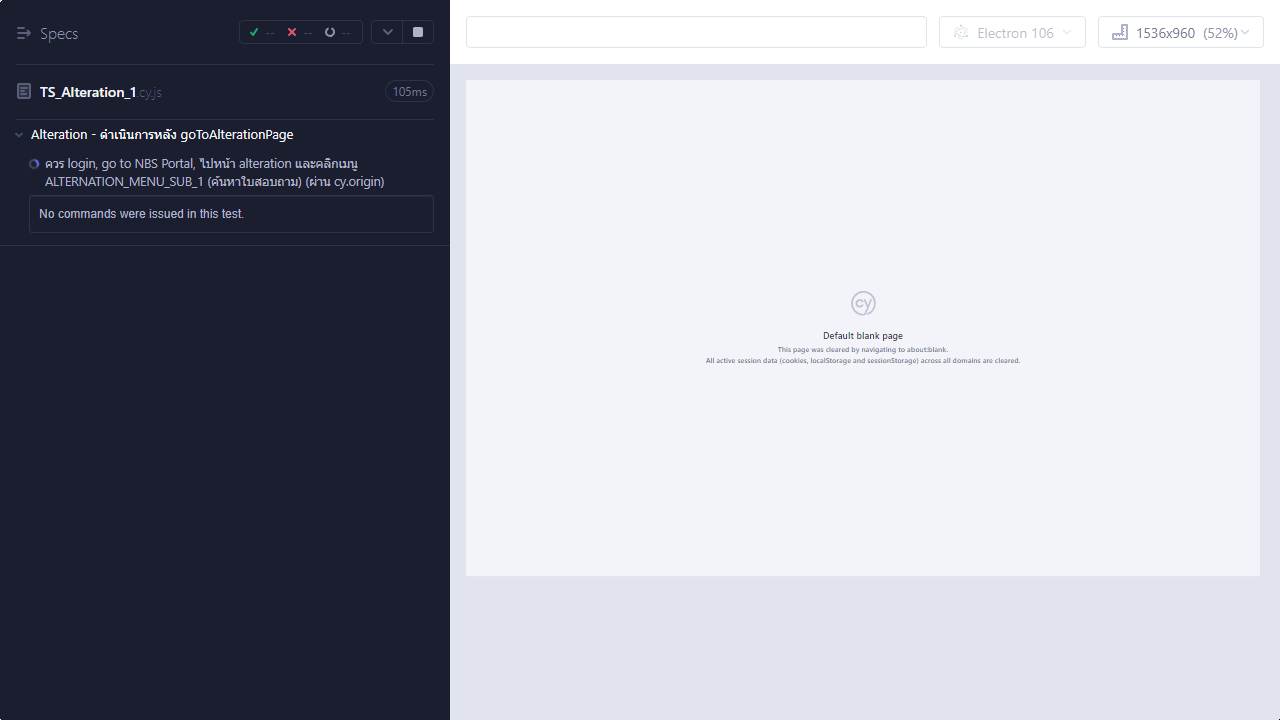 Specs
--
--
--
TS_Alteration_1 cy.js
105ms
Alteration - ดำเนินการหลัง goToAlterationPage
ควร login, go to NBS Portal, ไปหน้า alteration และคลิกเมนู
ALTERNATION_MENU_SUB_1 (ค้นหาใบสอบถาม) (ผ่าน cy.origin)
No commands were issued in this test.
Electron 106
1536x960 (52%)
cy
Default blank page
This page was cleared by navigating to about:blank.
All active session data (cookies, localStorage and sessionStorage) across all domains are cleared.